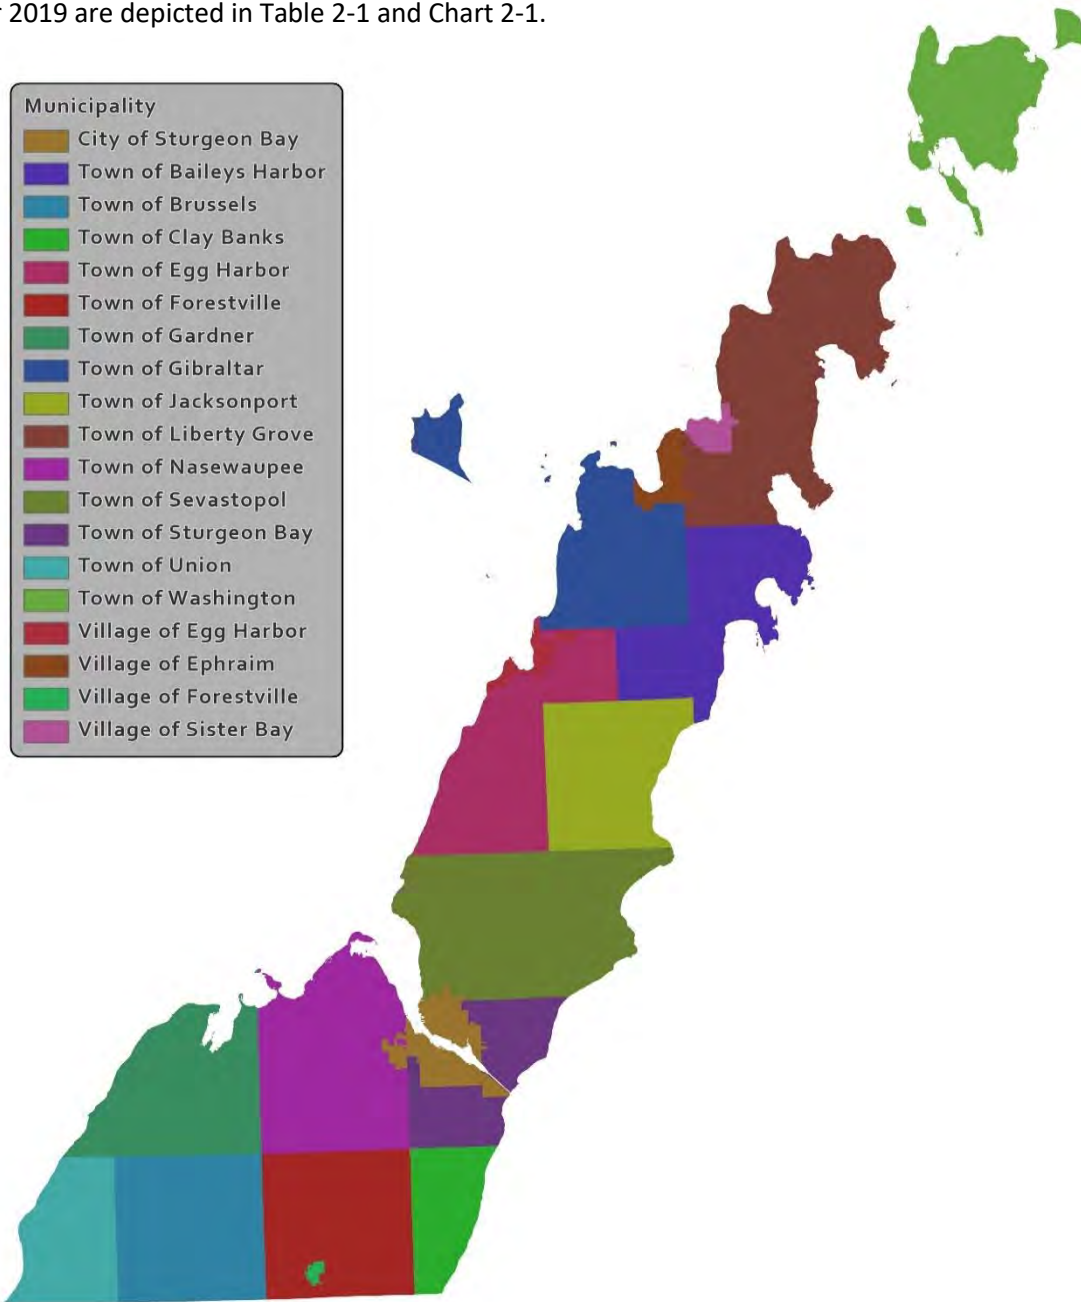 2019 are depicted in Table 2-1 and Chart 2-1.
Municipality
City of Sturgeon Bay
Town of Baileys Harbor
Town of Brussels
Town of Clay Banks
Town of Egg Harbor
Town of Forestville
Town of Gardner
Town of Gibraltar
Town of Jacksonport
Town of Liberty Grove
Town of Nasewaupee
Town of Sevastopol
Town of Sturgeon Bay
Town of Union
Town of Washington
Village of Egg Harbor
Village of Ephraim
Village of Forestville
Village of Sister Bay